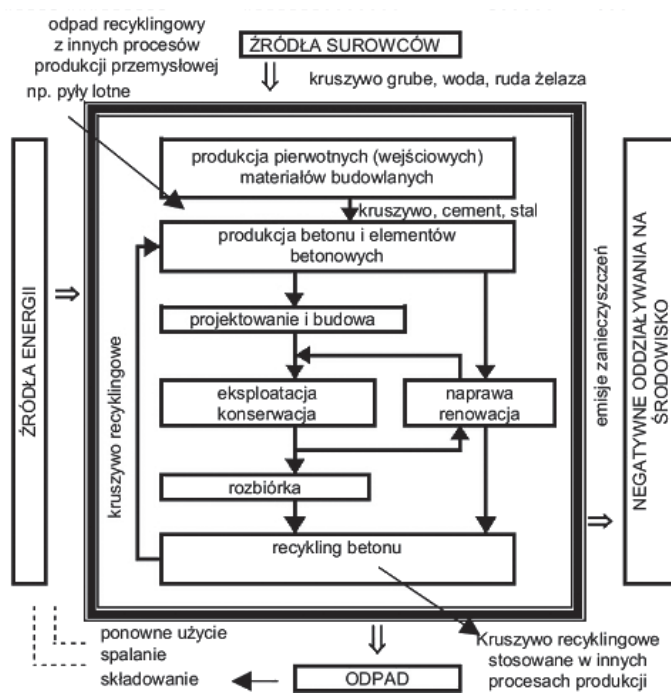 odpad recyklingowy
z innych procesów
produkcji przemysłowej
np. pyły lotne
ŹRÓDŁA SUROWCÓW
kruszywo grube, woda, ruda żelaza
produkcja pierwotnych (wejściowych)
materiałów budowlanych
kruszywo, cement, stal
produkcja betonu i elementów
betonowych
projektowanie i budowa
eksploatacja
konserwacja
naprawa
renowacja
rozbiórka
recykling betonu
kruszywo recyklingowe
ŹRÓDŁA ENERGII
emisje zanieczyszczeń
NEGATYWNE ODDZIAŁYWANIA NA
ŚRODOWISKO
ponowne użycie
spalanie
składowanie
ODPAD
Kruszywo recyklingowe
stosowane w innych
procesach produkcji